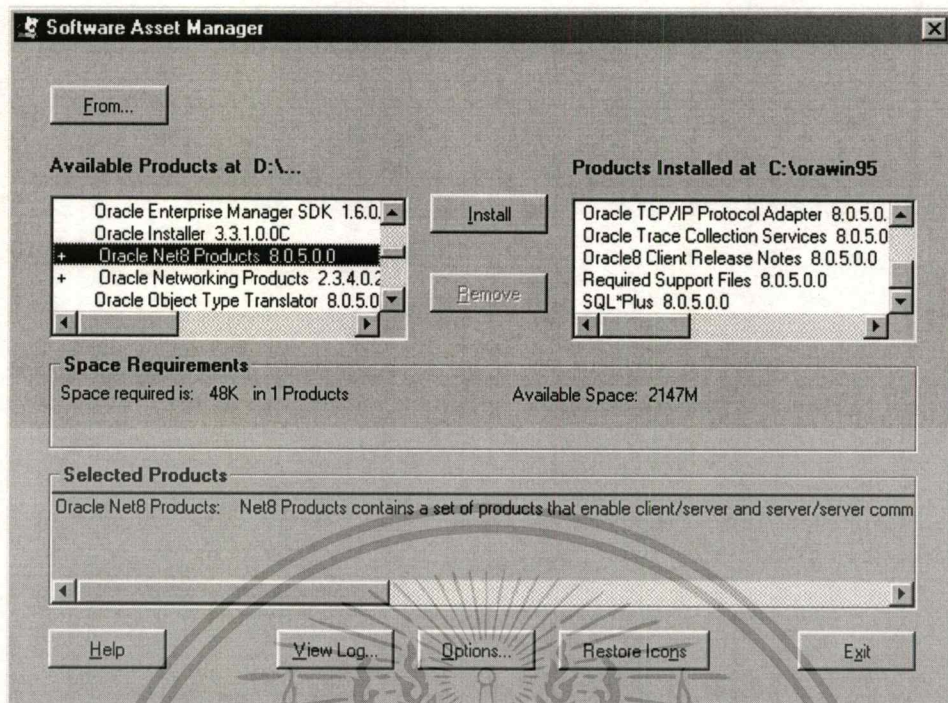 Software Asset Manager
From...
Available Products at D:\...
Products Installed at C:\orawin95
Oracle Enterprise Manager SDK 1.6.0.
Oracle Installer 3.3.1.0.0C
+ Oracle Net8 Products 8.0.5.0.0
+ Oracle Networking Products 2.3.4.0.2
Oracle Object Type Translator 8.0.5.0
Install
Remove
Oracle TCP/IP Protocol Adapter 8.0.5.0.
Oracle Trace Collection Services 8.0.5.0
Oracle8 Client Release Notes 8.0.5.0.0
Required Support Files 8.0.5.0.0
SQL*Plus 8.0.5.0.0
Space Requirements
Space required is: 48K in 1 Products
Available Space: 2147M
Selected Products
Oracle Net8 Products: Net8 Products contains a set of products that enable client/server and server/server comm
Help
View Log...
Options...
Restore Icons
Exit